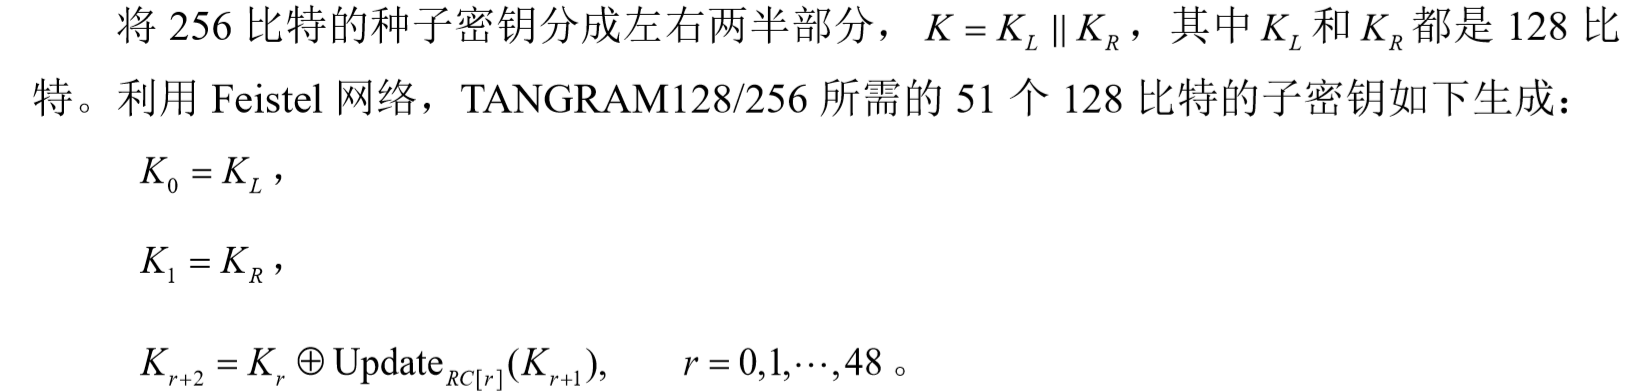 将 256 比特的种子密钥分成左右两半部分， K = K_L || K_R，其中 K_L 和 K_R 都是 128 比
特。利用 Feistel 网络，TANGRAM128/256 所需的 51 个 128 比特的子密钥如下生成：
K_0 = K_L，
K_1 = K_R，
K_{r+2} = K_r ⊕ Update_{RC[r]}(K_{r+1}), r = 0,1,⋯,48 。